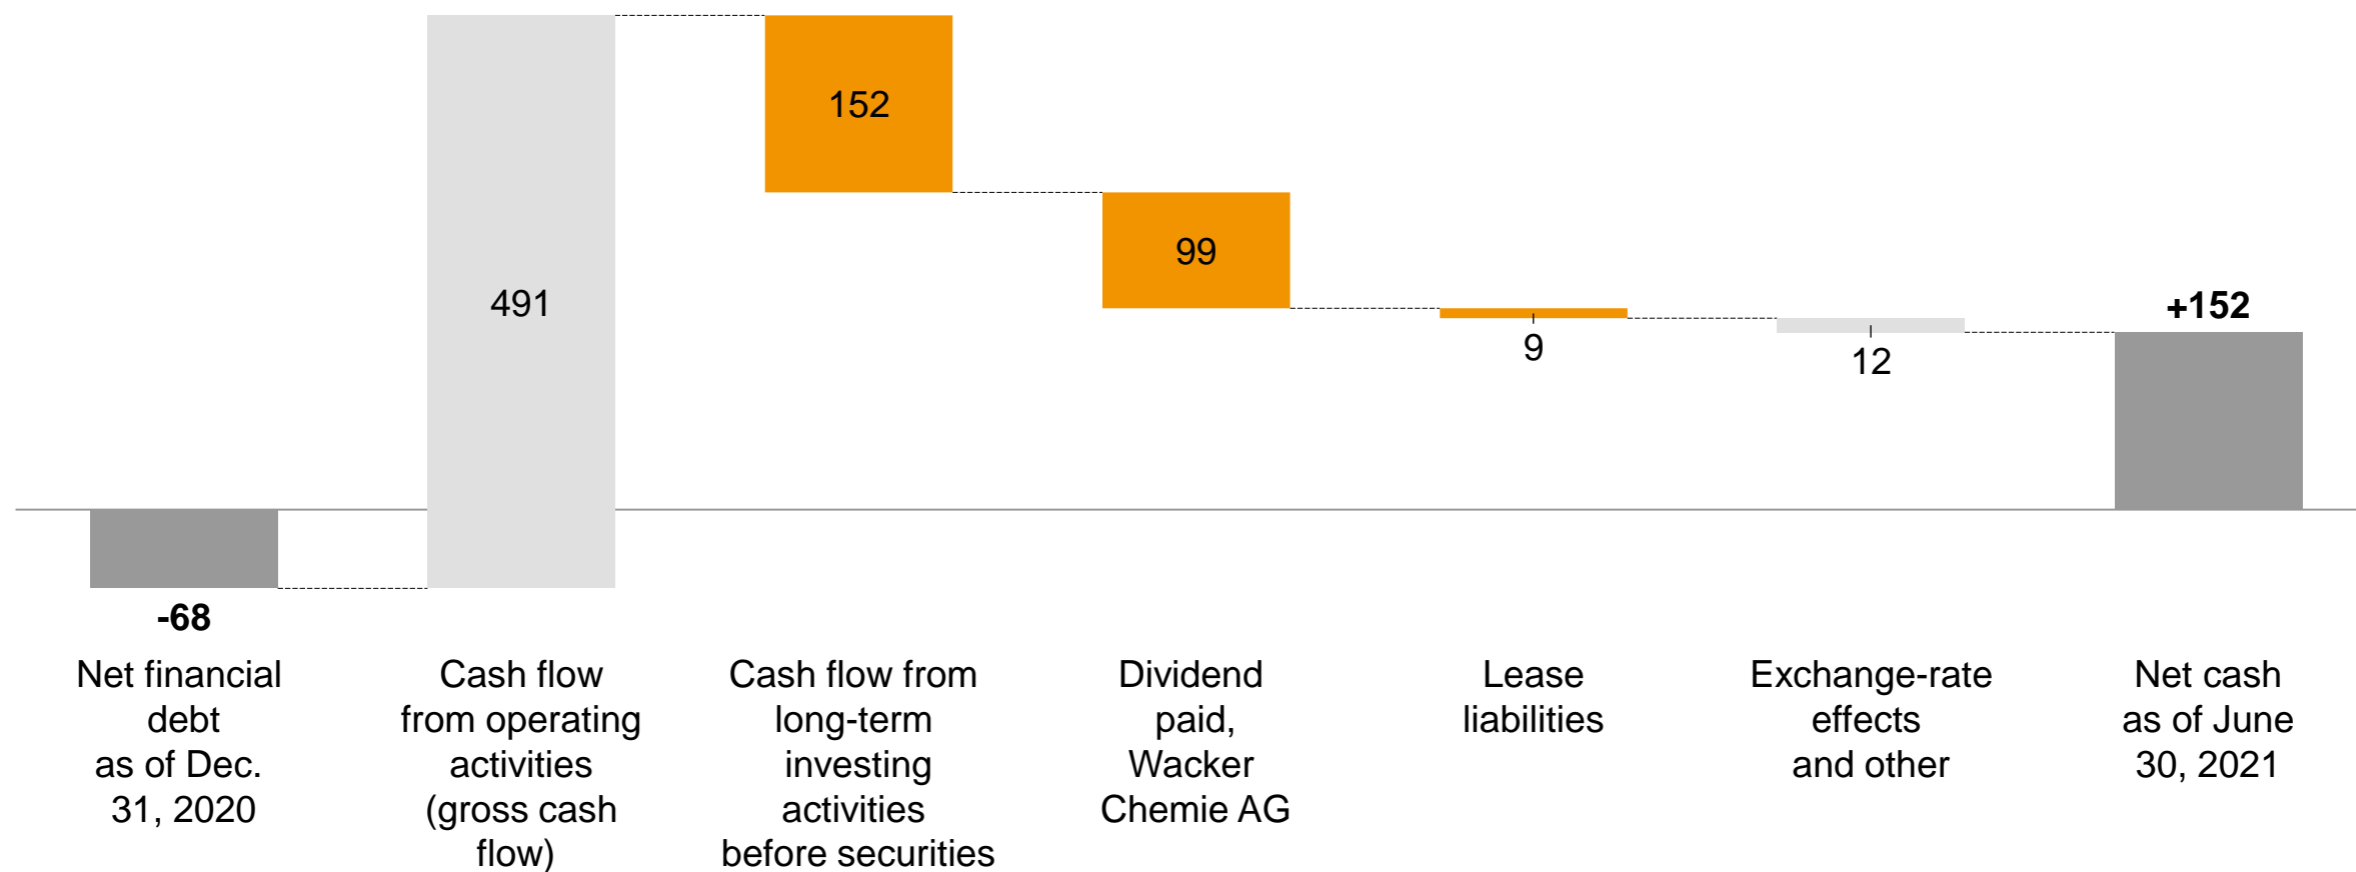 152
99
491
+152
9
12
-68
Net financial
debt
as of Dec.
31, 2020
Cash flow
from operating
activities
(gross cash
flow)
Cash flow from
long-term
investing
activities
before securities
Dividend
paid,
Wacker
Chemie AG
Lease
liabilities
Exchange-rate
effects
and other
Net cash
as of June
30, 2021